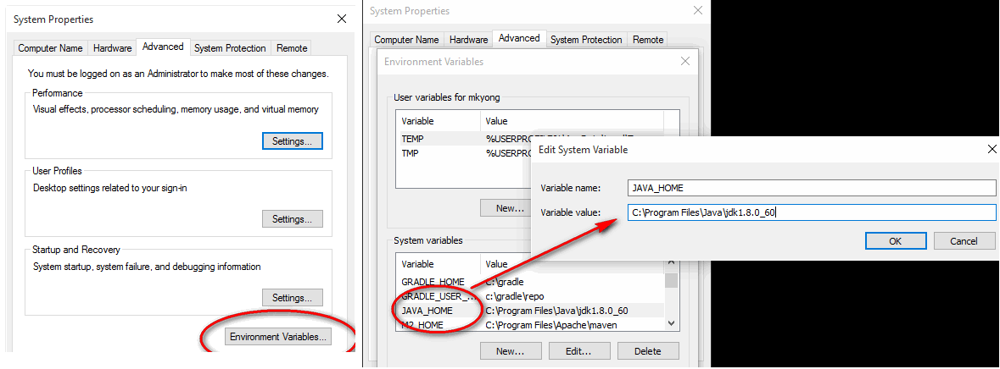 System Properties
Computer Name Hardware Advanced System Protection Remote
You must be logged on as an Administrator to make most of these changes.
Performance
Visual effects, processor scheduling, memory usage, and virtual memory
Settings...
User Profiles
Desktop settings related to your sign-in
Settings...
Startup and Recovery
System startup, system failure, and debugging information
Settings...
Environment Variables...
System Properties
Computer Name Hardware Advanced System Protection Remote
Environment Variables
User variables for mkyong
Variable Value
TEMP
TMP
New...
System variables
Variable Value
GRADLE_HOME C:\gradle
GRADLE_USER_... c:\gradle\repo
JAVA_HOME C:\Program Files\Java\jdk1.8.0_60
M2_HOME C:\Program Files\Apache\maven
New... Edit... Delete
Edit System Variable
Variable name: JAVA_HOME
Variable value: C:\Program Files\Java\jdk1.8.0_60
OK Cancel